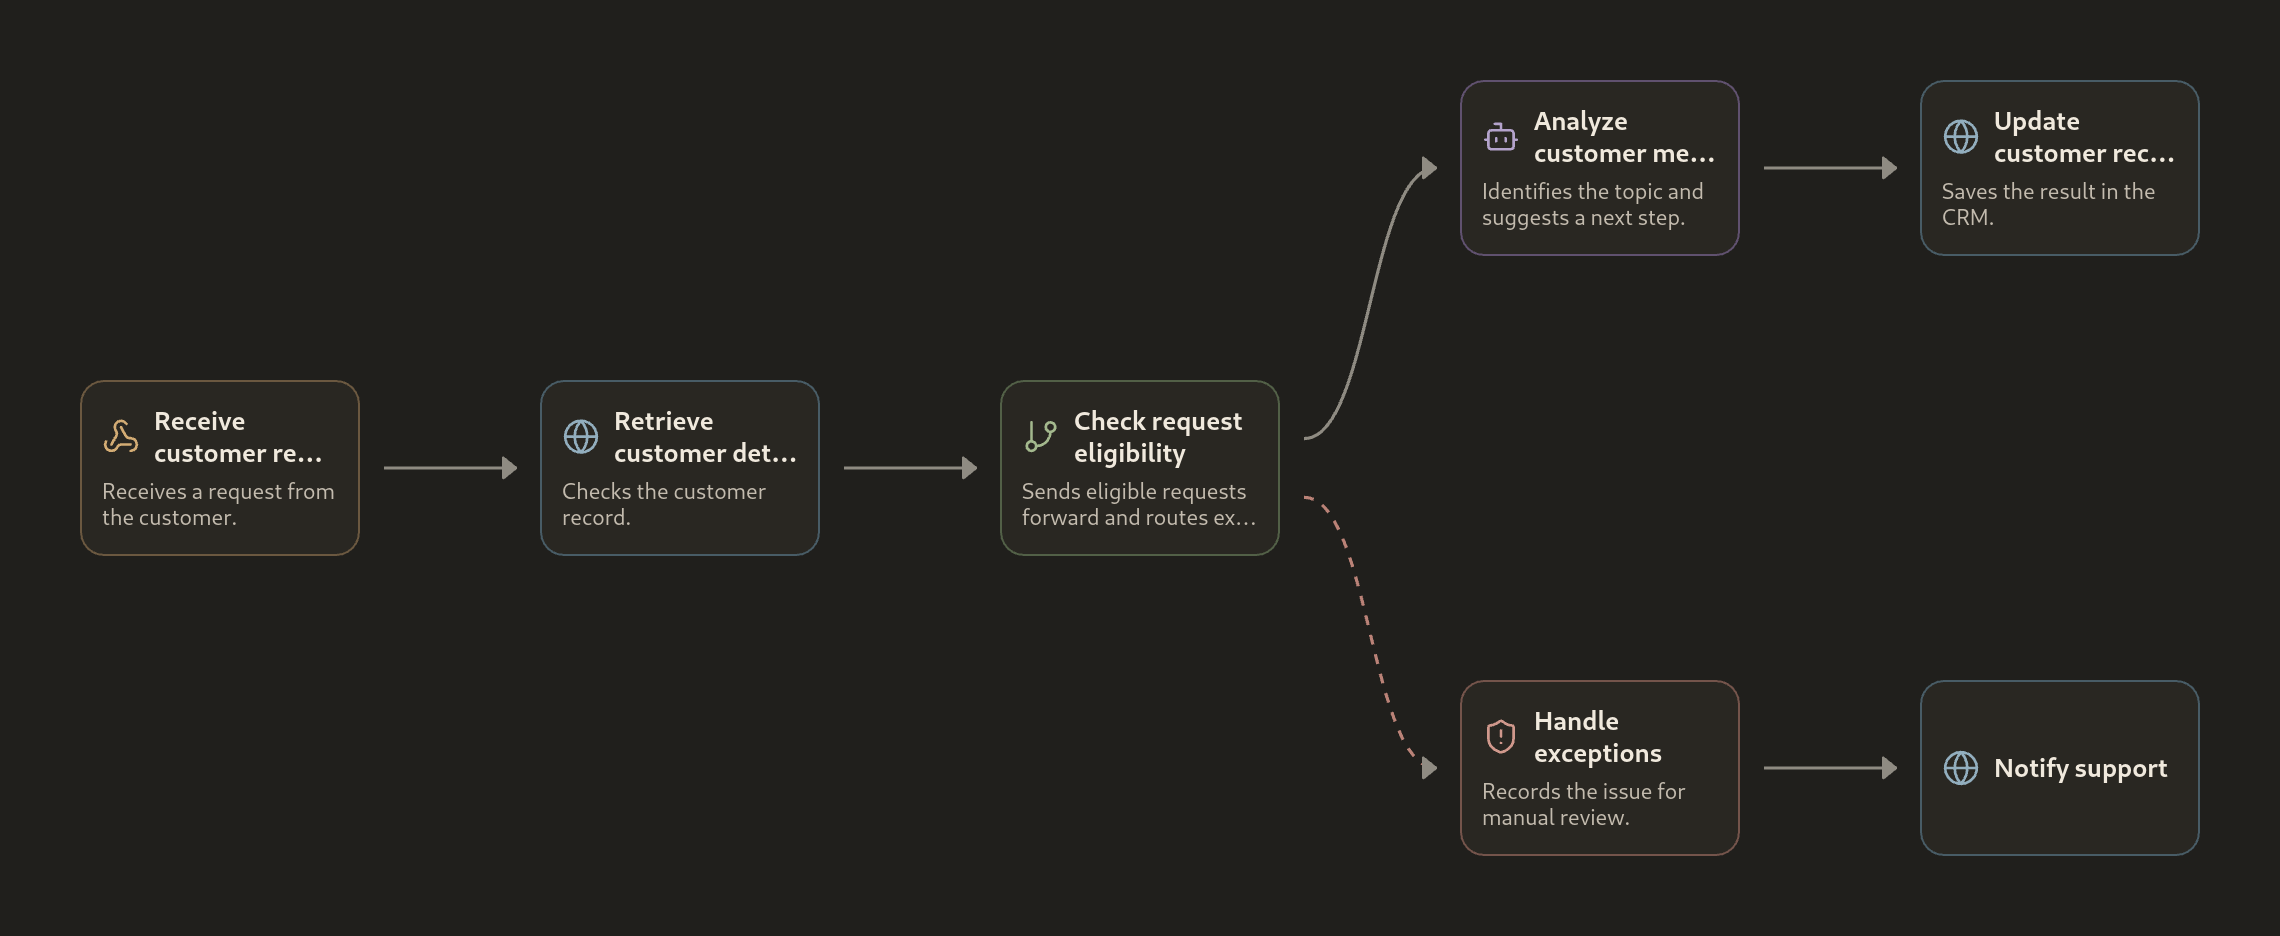 Receive
customer re...
Receives a request from
the customer.
Retrieve
customer det...
Checks the customer
record.
Check request
eligibility
Sends eligible requests
forward and routes ex...
Analyze
customer me...
Identifies the topic and
suggests a next step.
Update
customer rec...
Saves the result in the
CRM.
Handle
exceptions
Records the issue for
manual review.
Notify support